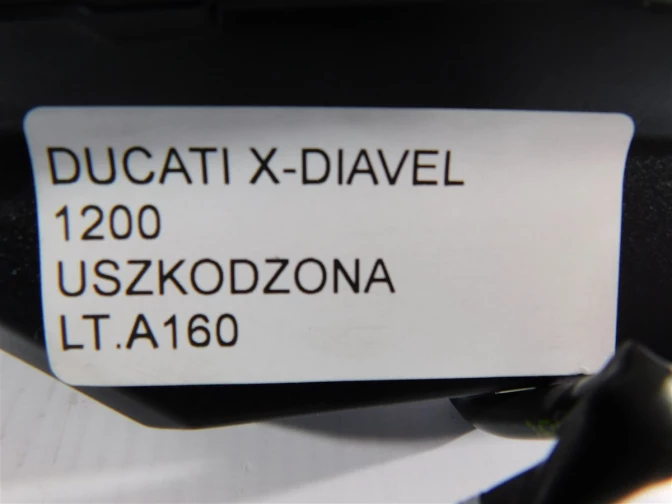 DUCATI X-DIAVEL
1200
USZKODZONA
LT.A160